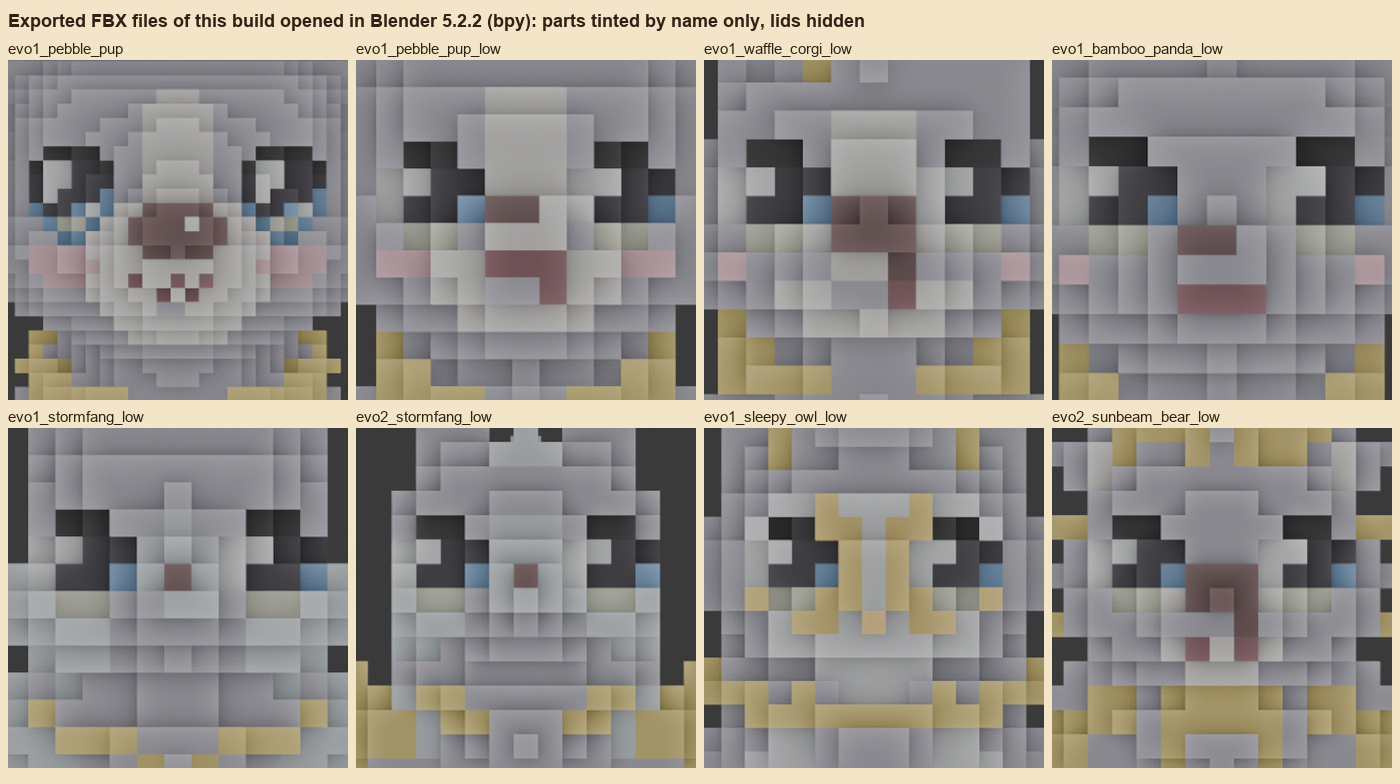 Exported FBX files of this build opened in Blender 5.2.2 (bpy): parts tinted by name only, lids hidden
evo1_pebble_pup
evo1_pebble_pup_low
evo1_waffle_corgi_low
evo1_bamboo_panda_low
evo1_stormfang_low
evo2_stormfang_low
evo1_sleepy_owl_low
evo2_sunbeam_bear_low